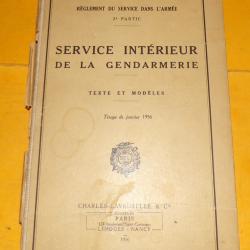 RÈGLEMENT DU SERVICE DANS L'ARMÉE
2e PARTIE
SERVICE INTÉRIEUR
DE LA GENDARMERIE
TEXTE ET MODÈLES
Tirage de janvier 1956
CHARLES-LAVAUZELLE & Cie
PARIS
LIMOGES - NANCY
1956